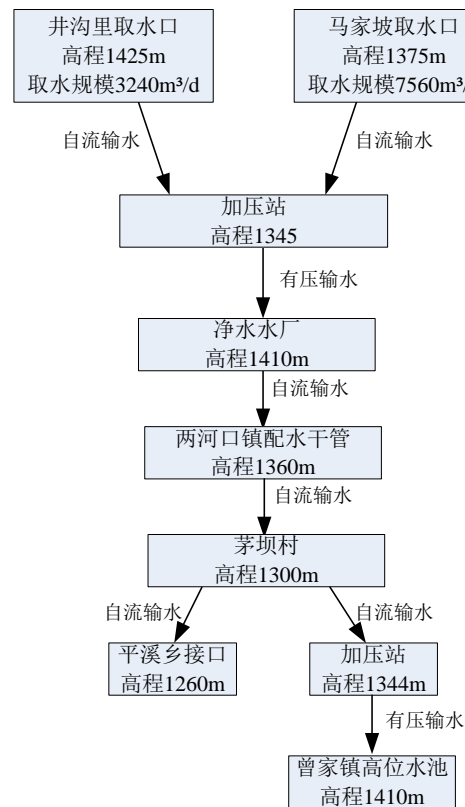 井沟里取水口
高程1425m
取水规模3240m³/d
马家坡取水口
高程1375m
取水规模7560m³/
自流输水
自流输水
加压站
高程1345
有压输水
净水水厂
高程1410m
自流输水
两河口镇配水干管
高程1360m
自流输水
茅坝村
高程1300m
自流输水
自流输水
平溪乡接口
高程1260m
加压站
高程1344m
有压输水
曾家镇高位水池
高程1410m